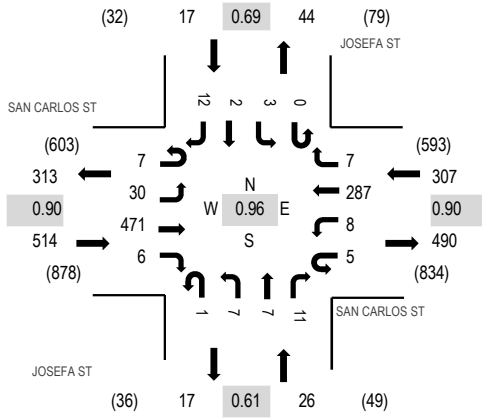 (32) 17 0.69 44 (79)
JOSEFA ST
SAN CARLOS ST
12 2 3 0
(603) (593)
313 7 7 307
30 N 287
0.90 W 0.96 E 0.90
471 S 8
514 6 5 490
(878) (834)
1 7 7 11
SAN CARLOS ST
JOSEFA ST
(36) 17 0.61 26 (49)